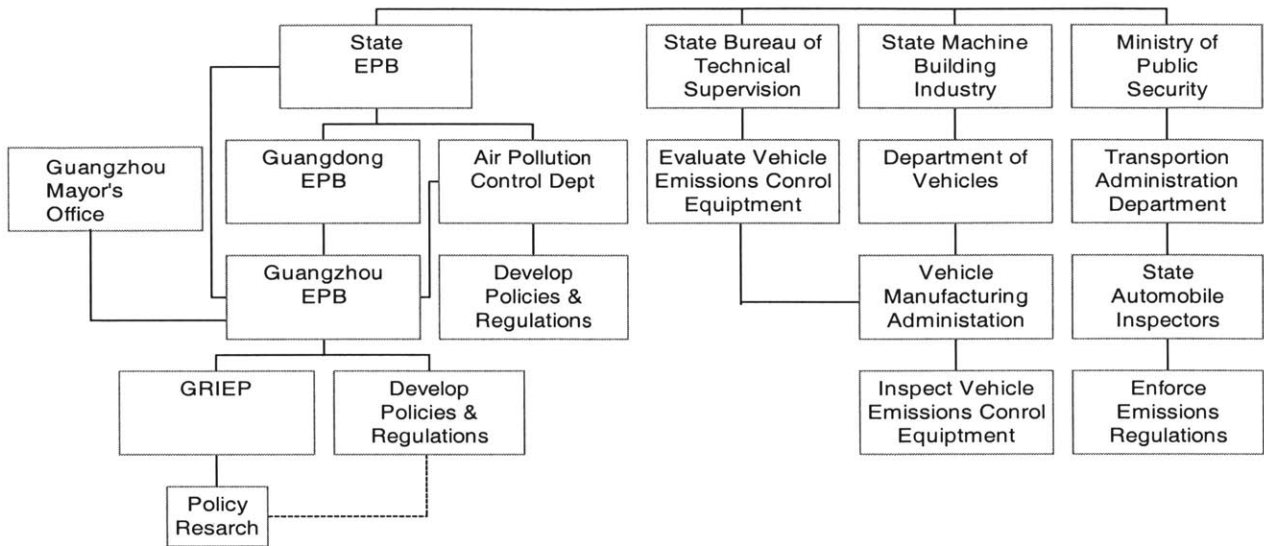 State
EPB
State Bureau of
Technical
Supervision
State Machine
Building
Industry
Ministry of
Public
Security
Guangzhou
Mayor's
Office
Guangdong
EPB
Air Pollution
Control Dept
Evaluate Vehicle
Emissions Conrol
Equiptment
Department of
Vehicles
Transportion
Administration
Department
Guangzhou
EPB
Develop
Policies &
Regulations
Vehicle
Manufacturing
Administation
State
Automobile
Inspectors
GRIEP
Develop
Policies &
Regulations
Inspect Vehicle
Emissions Conrol
Equiptment
Enforce
Emissions
Regulations
Policy
Resarch